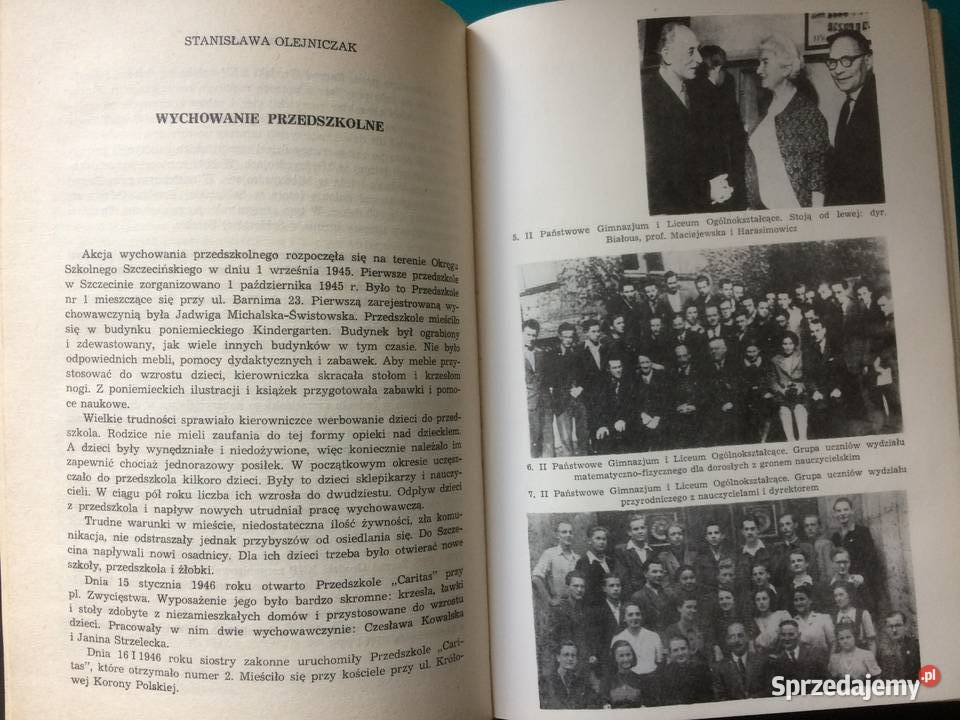 STANISŁAWA OLEJNICZAK
WYCHOWANIE PRZEDSZKOLNE
Akcja wychowania przedszkolnego rozpoczęła się na terenie Okręgu
Szkolnego Szczecińskiego w dniu 1 września 1945. Pierwsze przedszkole
w Szczecinie zorganizowano 1 października 1945 r. Było to Przedszkole
nr 1 mieszczące się przy ul. Barnima 23. Pierwszą zarejestrowaną wy-
chowawczynią była Jadwiga Michalska-Świstowska. Przedszkole mieściło
się w budynku poniemieckiego Kindergarten. Budynek był ograbiony
i zdewastowany, jak wiele innych budynków w tym czasie. Nie było
odpowiednich mebli, pomocy dydaktycznych i zabawek. Aby meble przy-
stosować do wzrostu dzieci, kierowniczka skracała stołom i krzesłom
nogi. Z poniemieckich ilustracji i książek przygotowała zabawki i pomo-
ce naukowe.
Wielkie trudności sprawiało kierowniczce werbowanie dzieci do przed-
szkola. Rodzice nie mieli zaufania do tej formy opieki nad dzieckiem.
A dzieci były wynędzniałe i niedożywione, więc koniecznie należało im
zapewnić chociaż jednorazowy posiłek. W początkowym okresie uczęsz-
czało do przedszkola kilkoro dzieci. Były to dzieci sklepikarzy i nauczy-
cieli. W ciągu pół roku liczba ich wzrosła do dwudziestu. Odpływ dzieci
z przedszkola i napływ nowych utrudniał pracę wychowawczą.
Trudne warunki w mieście, niedostateczna ilość żywności, zła komu-
nikacja, nie odstraszały jednak przybyszów od osiedlania się. Do Szcze-
cina napływali nowi osadnicy. Dla ich dzieci trzeba było otwierać nowe
szkoły, przedszkola i żłobki.
Dnia 15 stycznia 1946 roku otwarto Przedszkole „Caritas” przy
pl. Zwycięstwa. Wyposażenie jego było bardzo skromne: krzesła, ławki
i stoły zdobyte z niezamieszkałych domów i przystosowane do wzrostu
dzieci. Pracowały w nim dwie wychowawczynie: Czesława Kowalska
i Janina Strzelecka.
Dnia 16 I 1946 roku siostry zakonne uruchomiły Przedszkole „Cari-
tas”, które otrzymało numer 2. Mieściło się przy kościele przy ul. Królo-
wej Korony Polskiej.
5. II Państwowe Gimnazjum i Liceum Ogólnokształcące. Stoją od lewej: dyr.
Białous, prof. Maciejewska i Harasimowicz
6. II Państwowe Gimnazjum i Liceum Ogólnokształcące. Grupa uczniów wydziału
matematyczno-fizycznego dla dorosłych z gronem nauczycielskim
7. II Państwowe Gimnazjum i Liceum Ogólnokształcące. Grupa uczniów wydziału
przyrodniczego z nauczycielami i dyrektorem
Sprzedajemy.pl